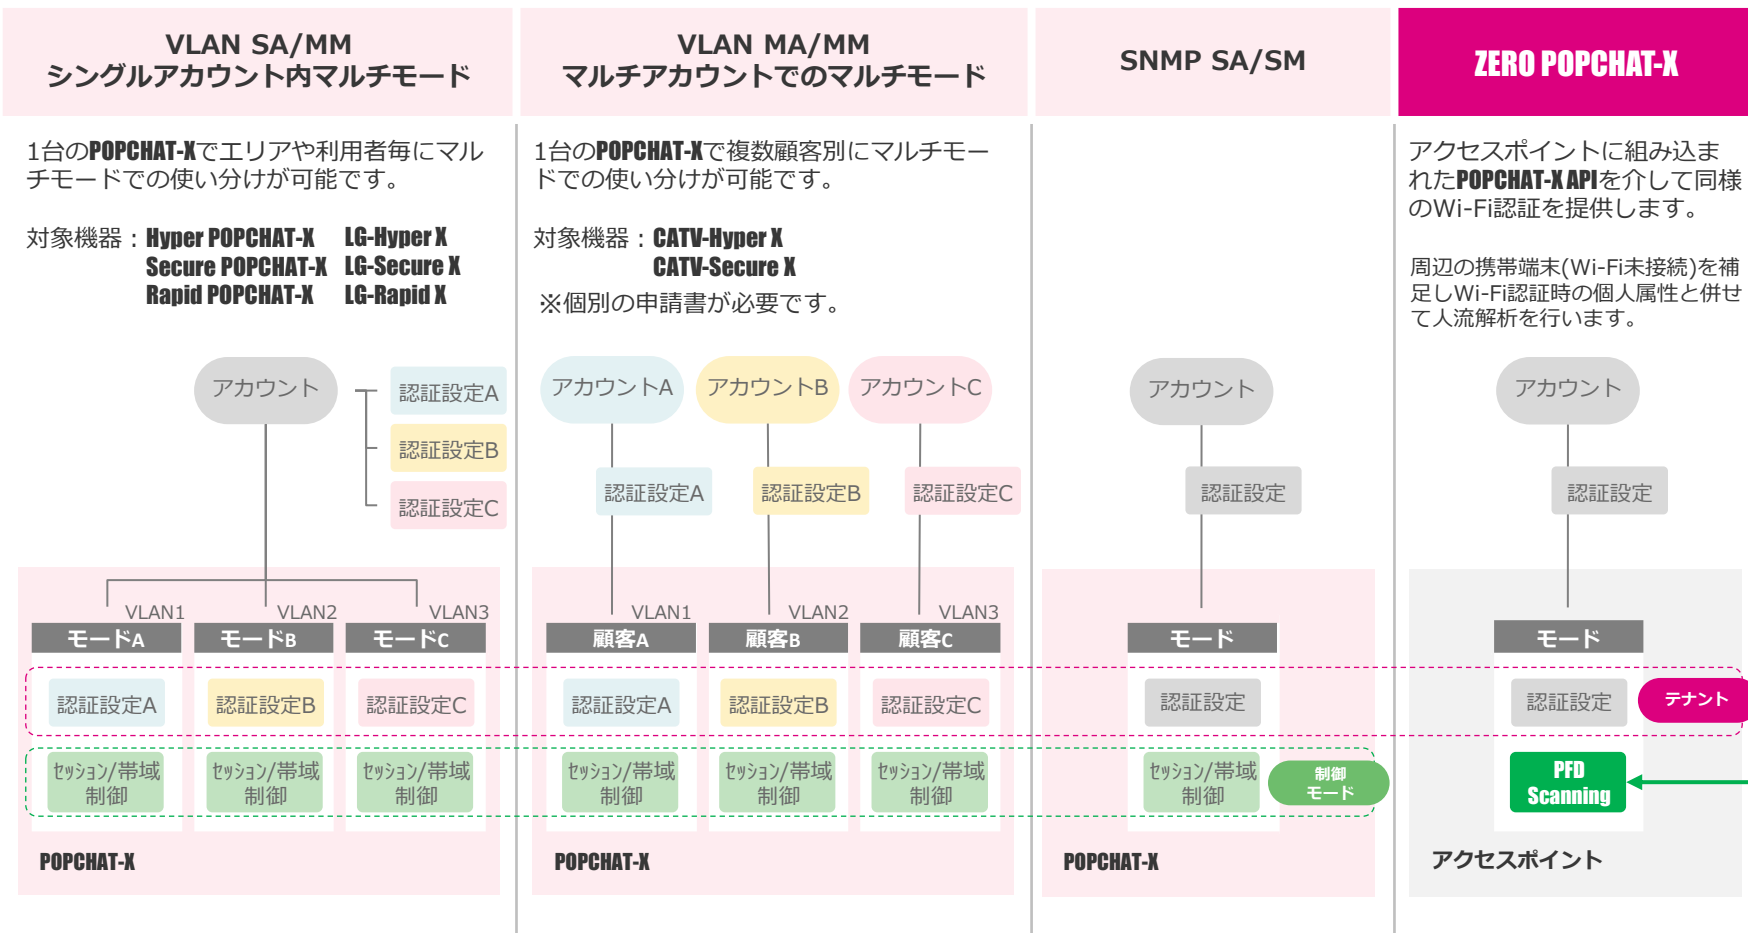 VLAN SA/MM
シングルアカウント内マルチモード
VLAN MA/MM
マルチアカウントでのマルチモード
SNMP SA/SM
ZERO POPCHAT-X
1台のPOPCHAT-Xでエリアや利用者毎にマル
チモードでの使い分けが可能です。
対象機器：Hyper POPCHAT-X LG-Hyper X
Secure POPCHAT-X LG-Secure X
Rapid POPCHAT-X LG-Rapid X
1台のPOPCHAT-Xで複数顧客別にマルチモー
ドでの使い分けが可能です。
対象機器：CATV-Hyper X
CATV-Secure X
※個別の申請書が必要です。
アクセスポイントに組み込ま
れたPOPCHAT-X APIを介して同様
のWi-Fi認証を提供します。
周辺の携帯端末(Wi-Fi未接続)を補
足しWi-Fi認証時の個人属性と併せ
て人流解析を行います。
アカウント
認証設定A
認証設定B
認証設定C
VLAN1
VLAN2
VLAN3
モードA
モードB
モードC
認証設定A
認証設定B
認証設定C
ｾｯｼｮﾝ/帯域
制御
ｾｯｼｮﾝ/帯域
制御
ｾｯｼｮﾝ/帯域
制御
POPCHAT-X
アカウントA
アカウントB
アカウントC
認証設定A
認証設定B
認証設定C
VLAN1
VLAN2
VLAN3
顧客A
顧客B
顧客C
認証設定A
認証設定B
認証設定C
ｾｯｼｮﾝ/帯域
制御
ｾｯｼｮﾝ/帯域
制御
ｾｯｼｮﾝ/帯域
制御
POPCHAT-X
アカウント
認証設定
モード
認証設定
ｾｯｼｮﾝ/帯域
制御
制御
モード
POPCHAT-X
アカウント
認証設定
モード
認証設定
テナント
PFD
Scanning
アクセスポイント